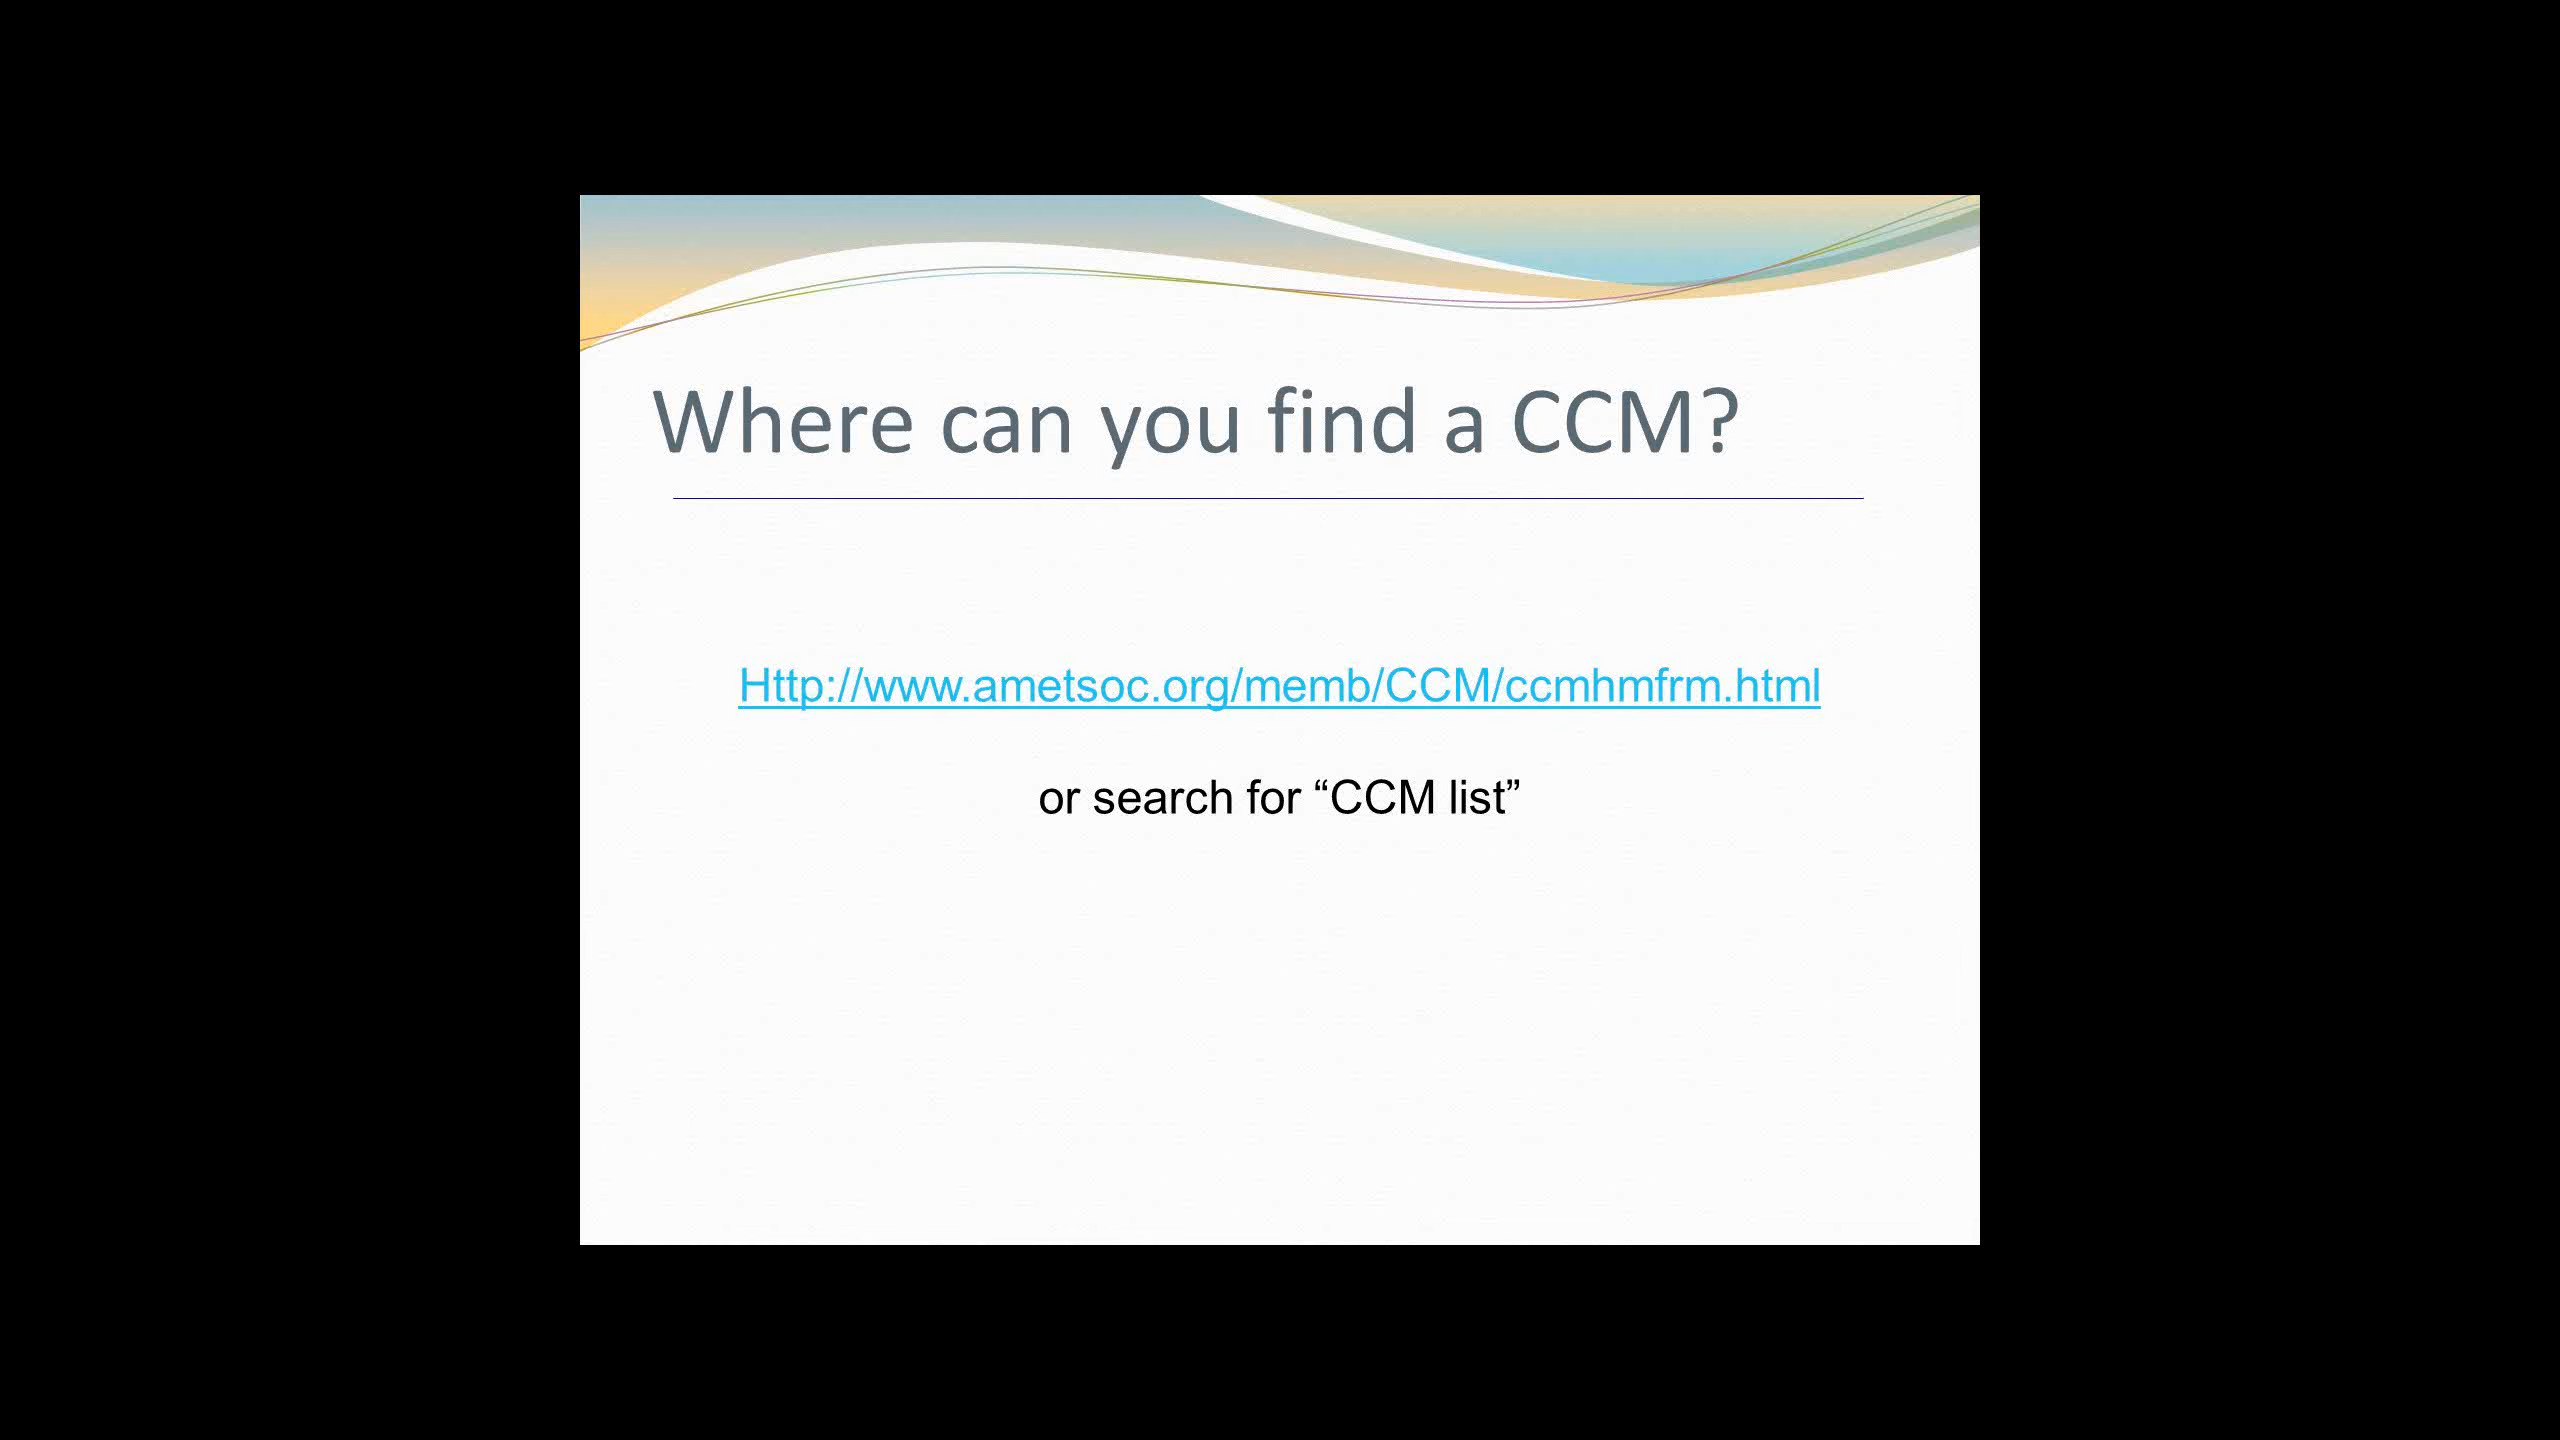 Where can you find a CCM?
Http://www.ametsoc.org/memb/CCM/ccmhmfrm.html
or search for “CCM list”